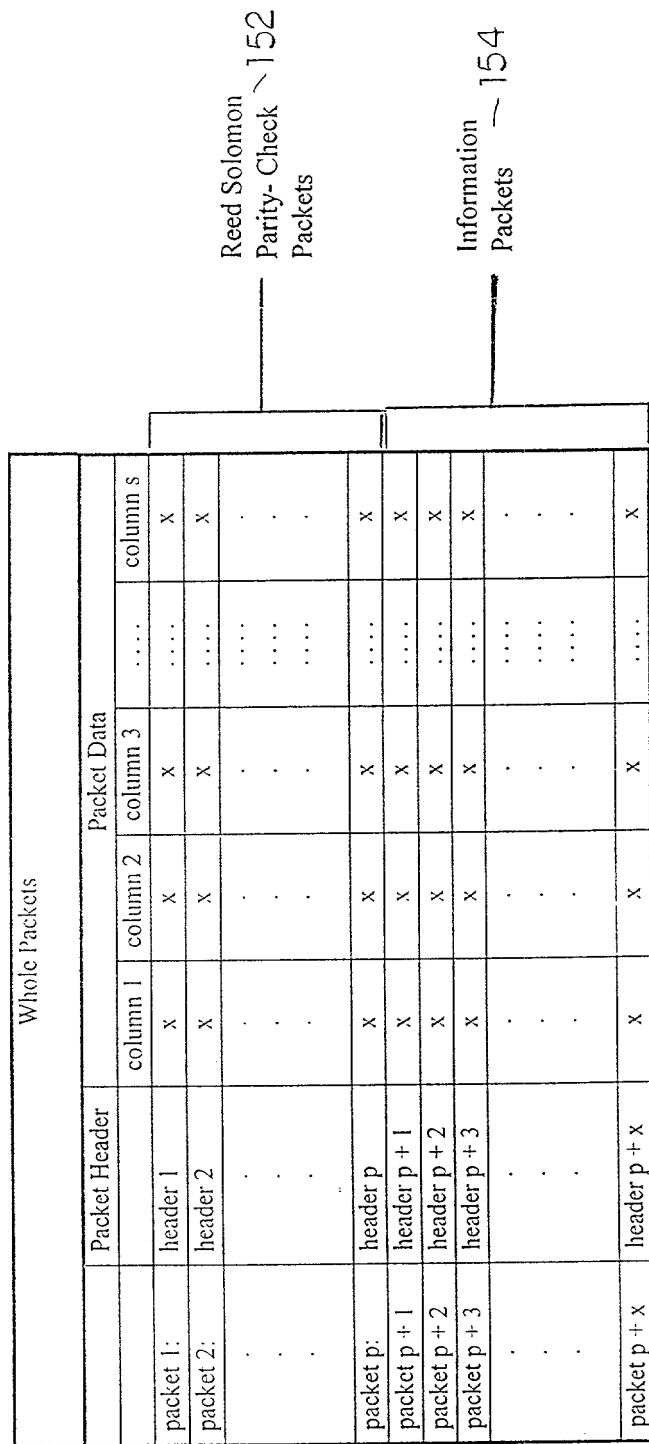 Whole Packets
Packet Header Packet Data
column 1 column 2 column 3 .... column s
packet 1: header 1 x x x .... x
packet 2: header 2 x x x .... x
. . . . . .... .
. . . . . .... .
. . . . . .... .
packet p: header p x x x .... x
packet p + 1 header p + 1 x x x .... x
packet p + 2 header p + 2 x x x .... x
packet p + 3 header p + 3 x x x .... x
. . . . . .... .
. . . . . .... .
. . . . . .... .
packet p + x header p + x x x x .... x
Reed Solomon
Parity- Check 152
Packets
Information
Packets 154